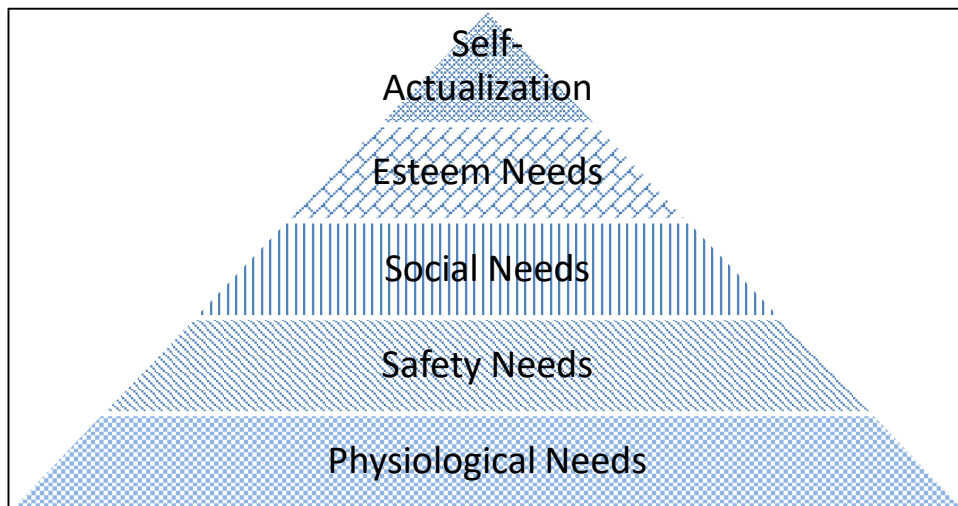 Self-
Actualization
Esteem Needs
Social Needs
Safety Needs
Physiological Needs